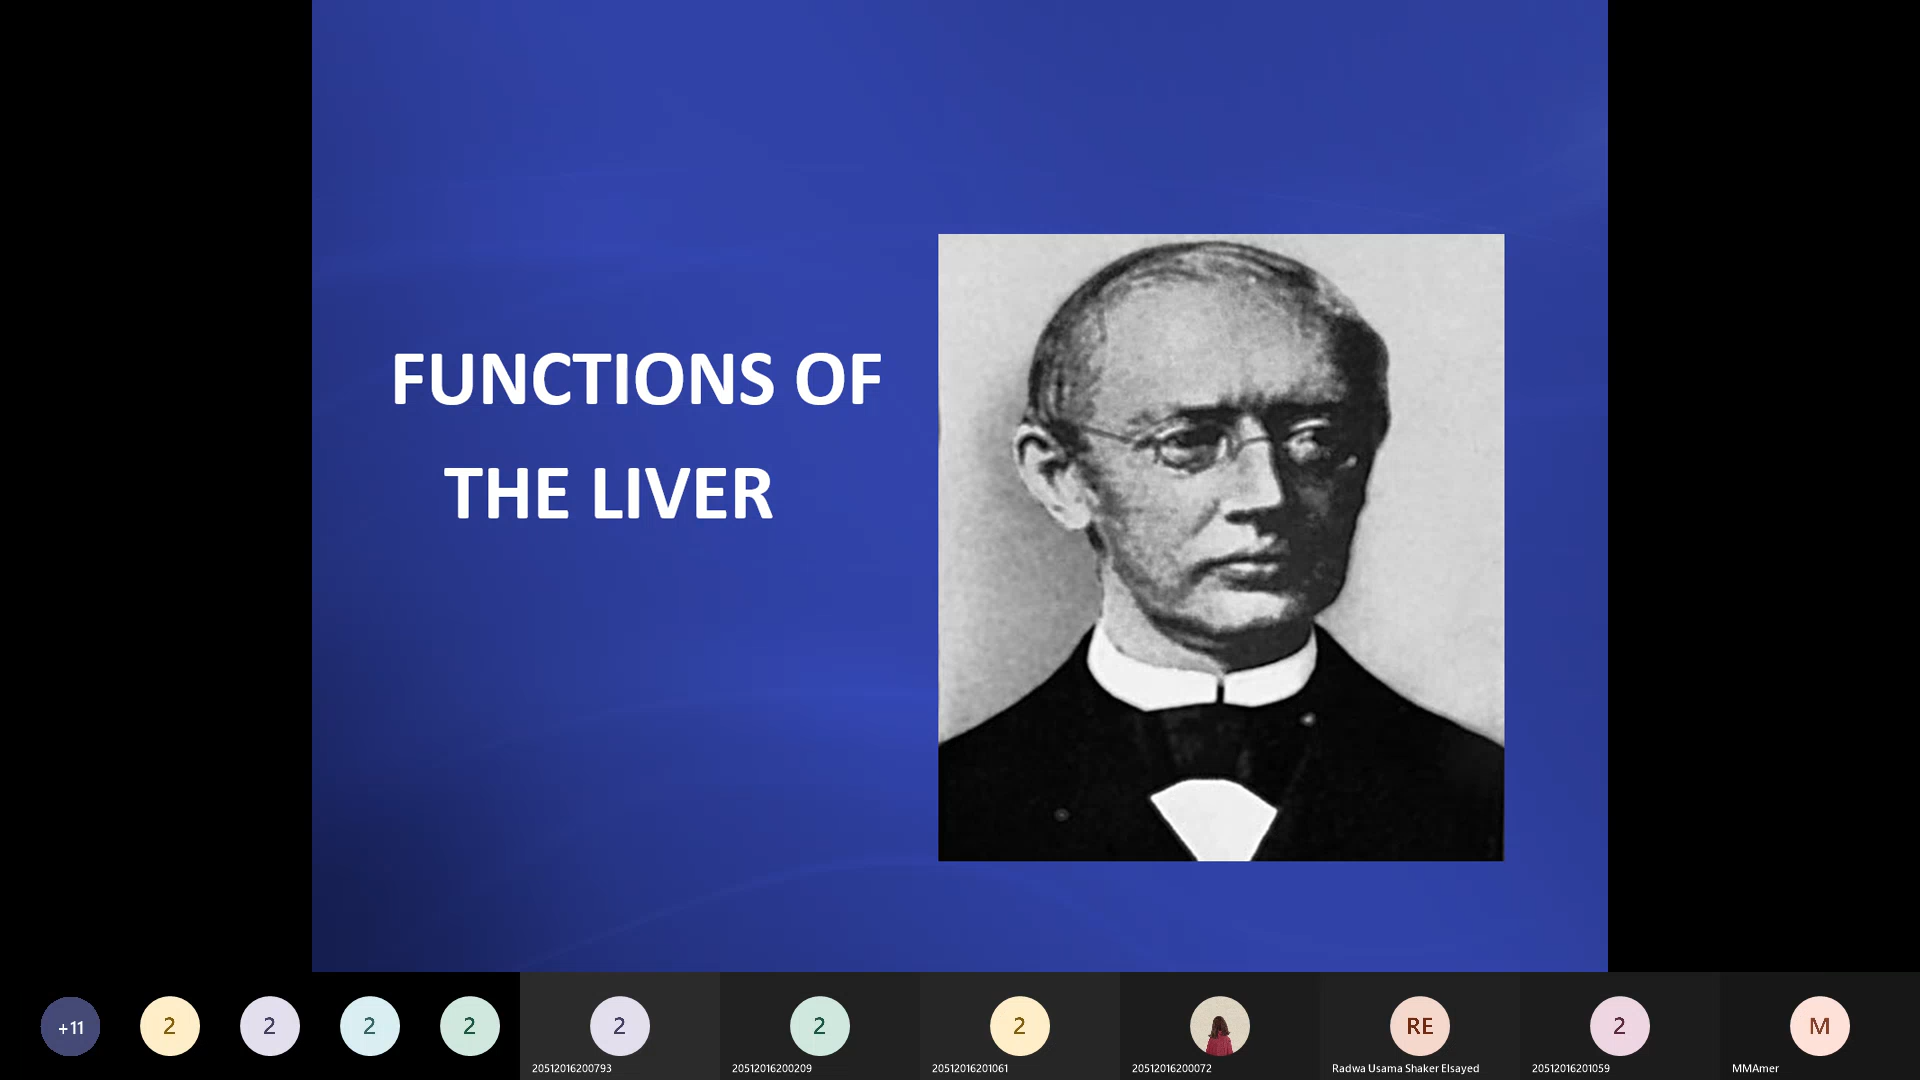 FUNCTIONS OF
THE LIVER
+11
2
2
2
2
2
2
2
RE
2
M
20512016200793
20512016200209
20512016201061
20512016200072
Radwa Usama Shaker Elsayed
20512016201059
MMAmer